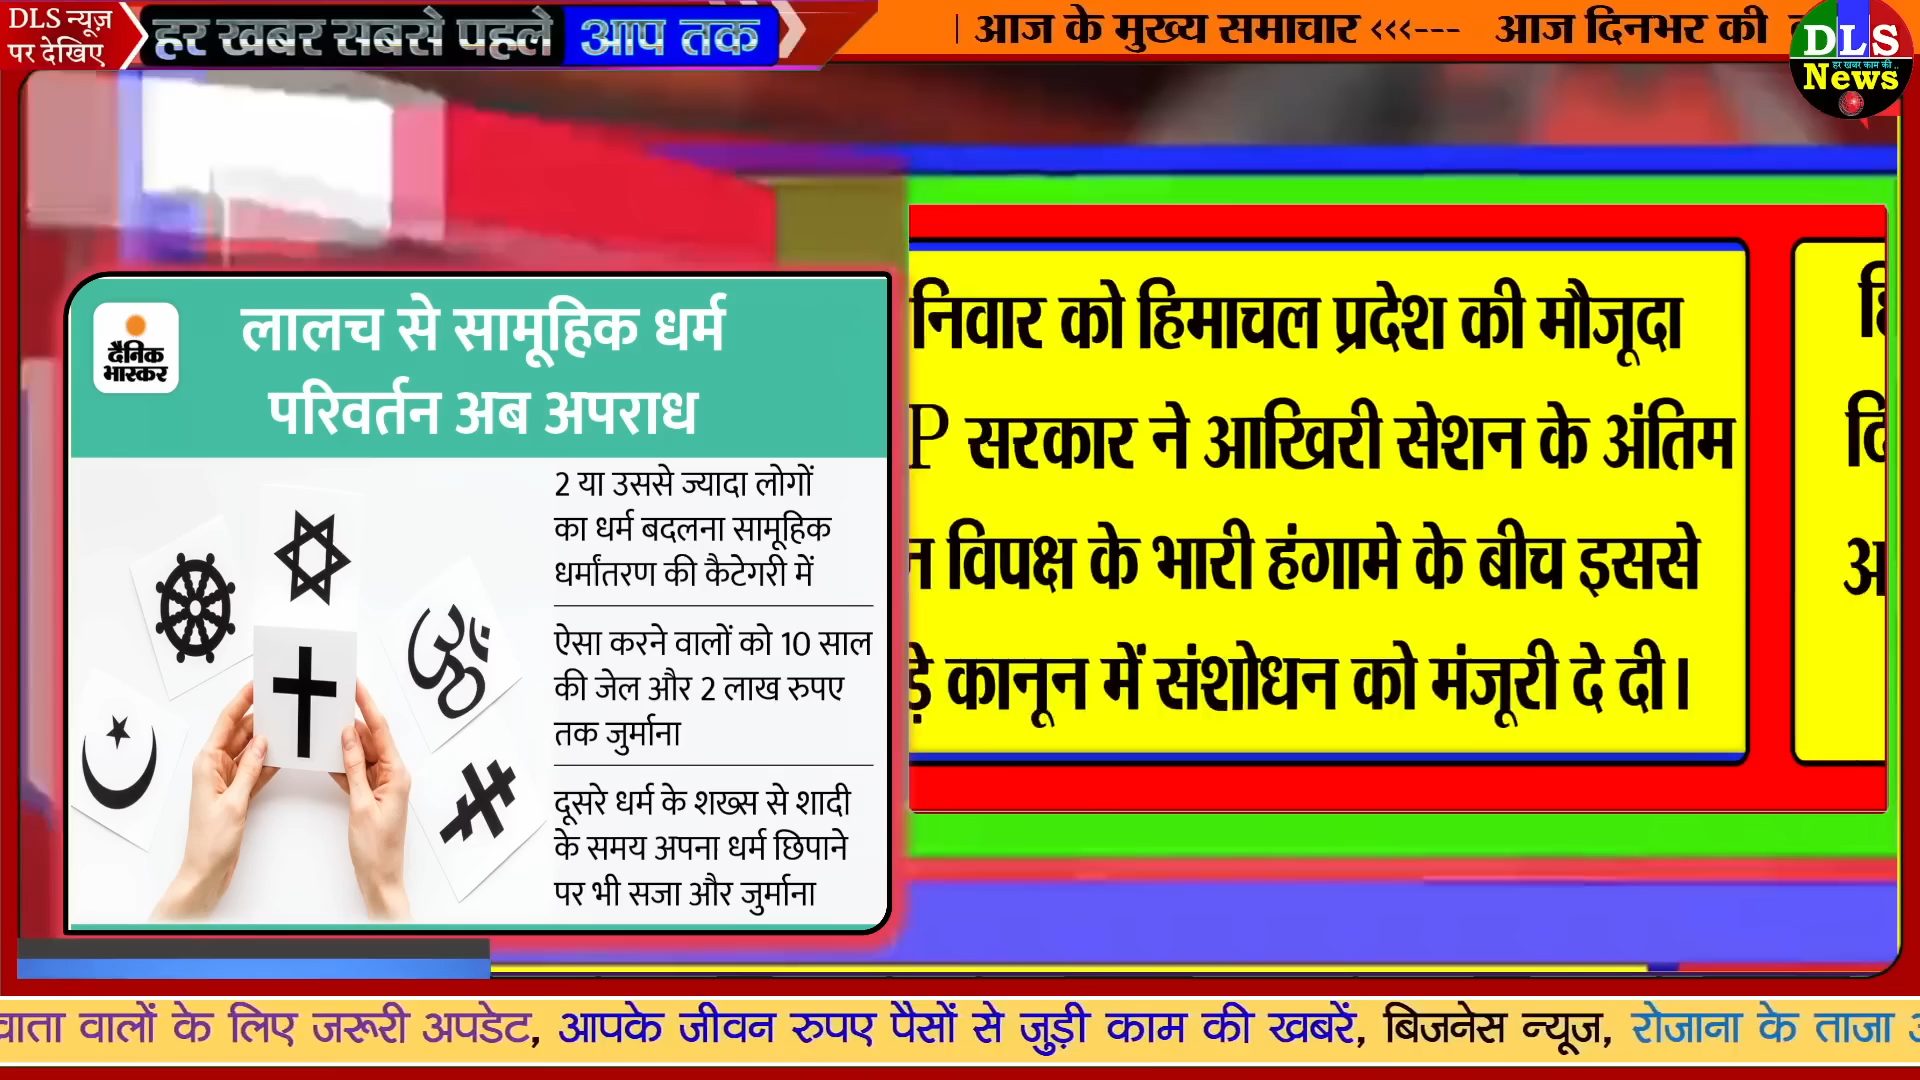 DLS न्यूज़
पर देखिए
हर खबर सबसे पहले आप तक
| आज के मुख्य समाचार <<<--- आज दिनभर की
DLS
हर खबर काम की ..
News
दैनिक
भास्कर
लालच से सामूहिक धर्म
परिवर्तन अब अपराध
2 या उससे ज्यादा लोगों
का धर्म बदलना सामूहिक
धर्मांतरण की कैटेगरी में
ऐसा करने वालों को 10 साल
की जेल और 2 लाख रुपए
तक जुर्माना
दूसरे धर्म के शख्स से शादी
के समय अपना धर्म छिपाने
पर भी सजा और जुर्माना
निवार को हिमाचल प्रदेश की मौजूदा
P सरकार ने आखिरी सेशन के अंतिम
न विपक्ष के भारी हंगामे के बीच इससे
ड़े कानून में संशोधन को मंजूरी दे दी।
वाता वालों के लिए जरूरी अपडेट, आपके जीवन रुपए पैसों से जुड़ी काम की खबरें, बिजनेस न्यूज, रोजाना के ताजा